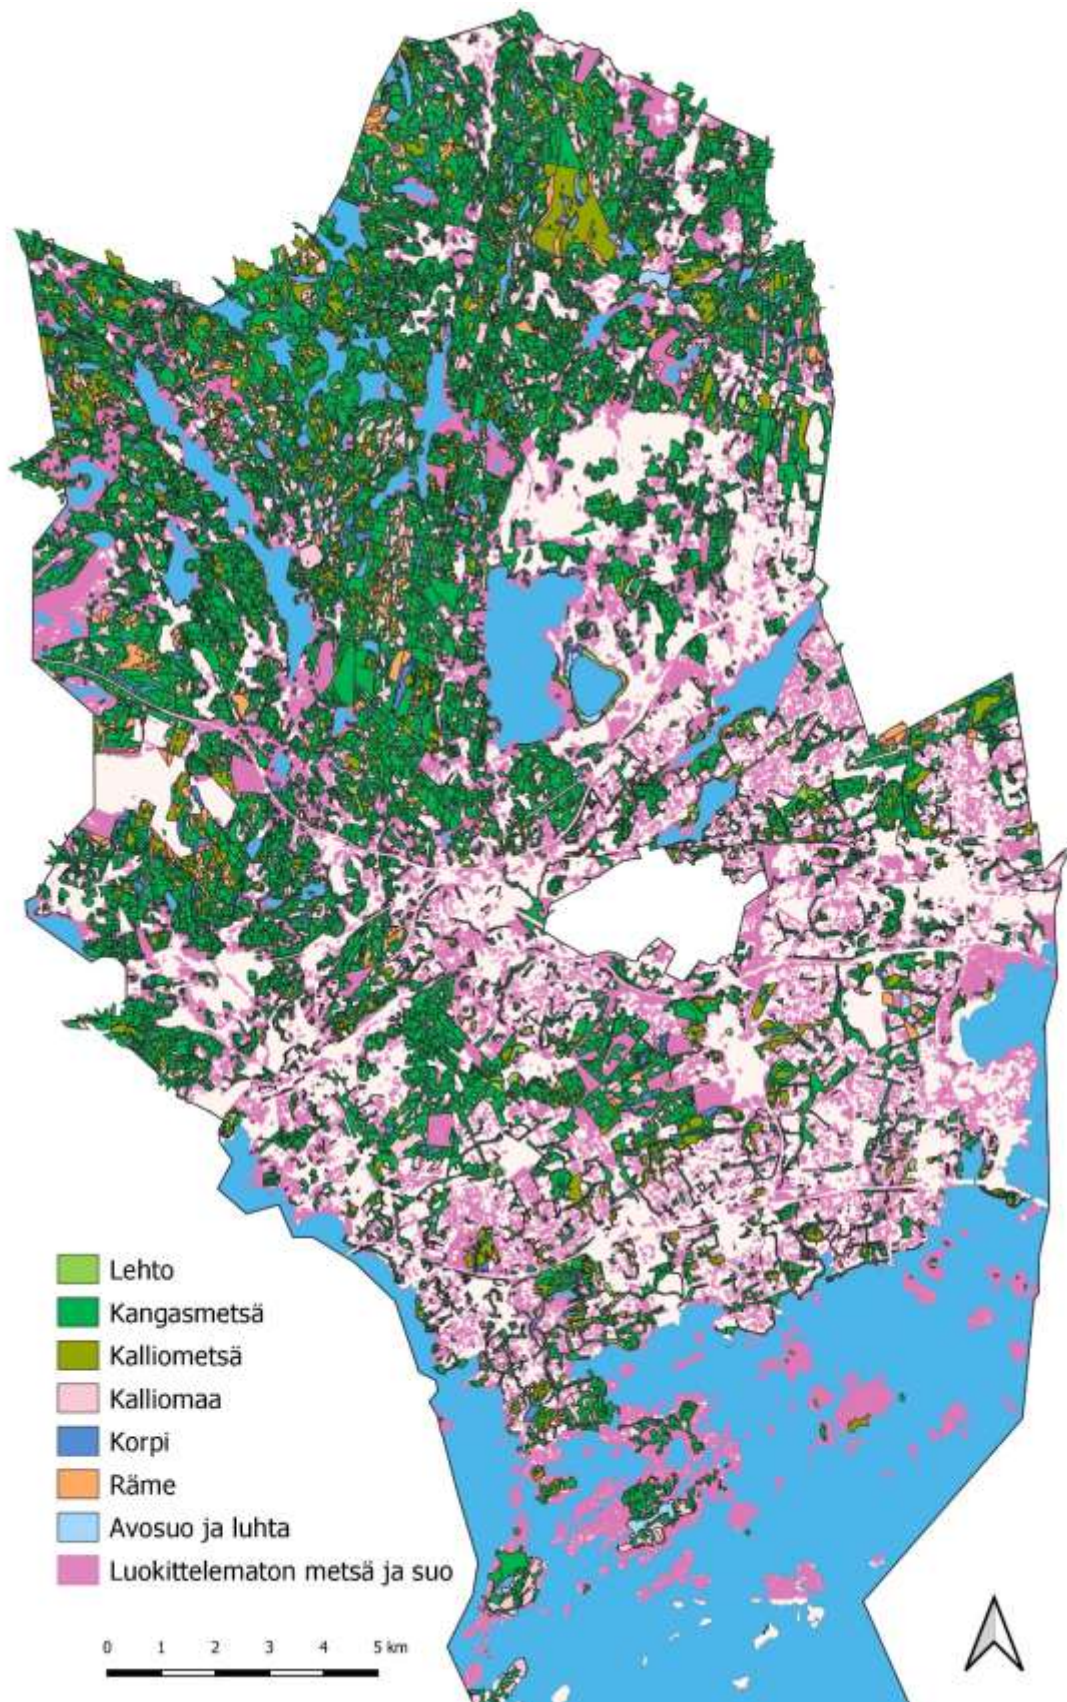 Lehto
Kangasmetsä
Kalliometsä
Kalliomaa
Korpi
Räme
Avosuo ja luhta
Luokittelematon metsä ja suo
0 1 2 3 4 5 km